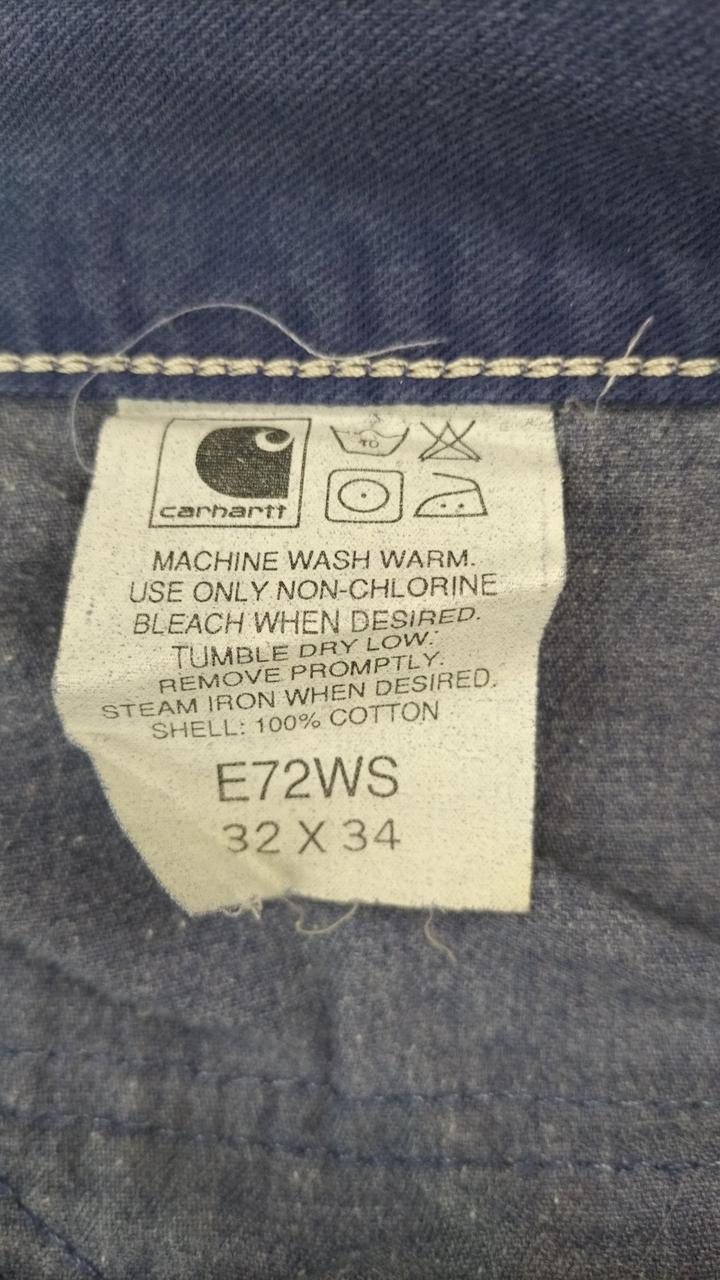 carhartt
40
MACHINE WASH WARM.
USE ONLY NON-CHLORINE
BLEACH WHEN DESIRED.
TUMBLE DRY LOW.
REMOVE PROMPTLY.
STEAM IRON WHEN DESIRED.
SHELL: 100% COTTON
E72WS
32 X 34